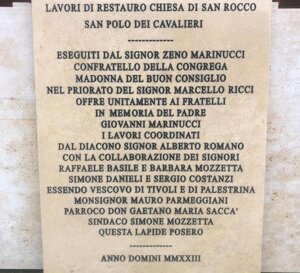 LAVORI DI RESTAURO CHIESA DI SAN ROCCO
SAN POLO DEI CAVALIERI
-------------
ESEGUITI DAL SIGNOR ZENO MARINUCCI
CONFRATELLO DELLA CONGREGA
MADONNA DEL BUON CONSIGLIO
NEL PRIORATO DEL SIGNOR MARCELLO RICCI
OFFRE UNITAMENTE AI FRATELLI
IN MEMORIA DEL PADRE
GIOVANNI MARINUCCI
I LAVORI COORDINATI
DAL DIACONO SIGNOR ALBERTO ROMANO
CON LA COLLABORAZIONE DEI SIGNORI
RAFFAELE BASILE E BARBARA MOZZETTA
SIMONE DANIELI E SERGIO COSTANZI
ESSENDO VESCOVO DI TIVOLI E DI PALESTRINA
MONSIGNOR MAURO PARMEGGIANI
PARROCO DON GAETANO MARIA SACCA'
SINDACO SIMONE MOZZETTA
QUESTA LAPIDE POSERO
-------------
ANNO DOMINI MMXXIII